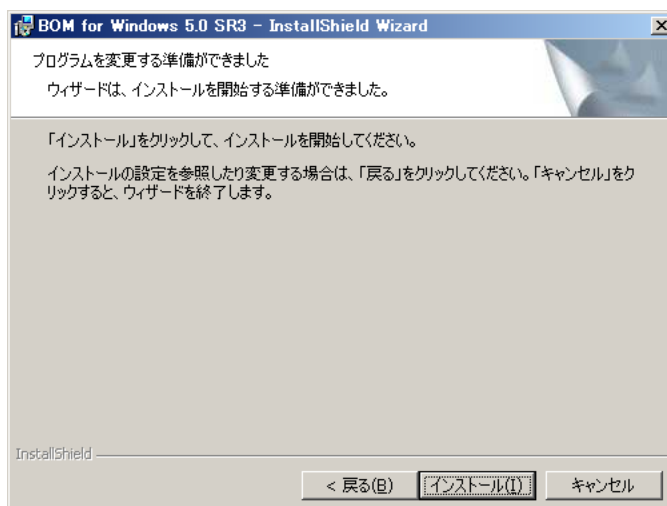 BOM for Windows 5.0 SR3 - InstallShield Wizard
プログラムを変更する準備ができました
ウィザードは、インストールを開始する準備ができました。
「インストール」をクリックして、インストールを開始してください。
インストールの設定を参照したり変更する場合は、「戻る」をクリックしてください。「キャンセル」をク
リックすると、ウィザードを終了します。
InstallShield
< 戻る(B) インストール(I) キャンセル